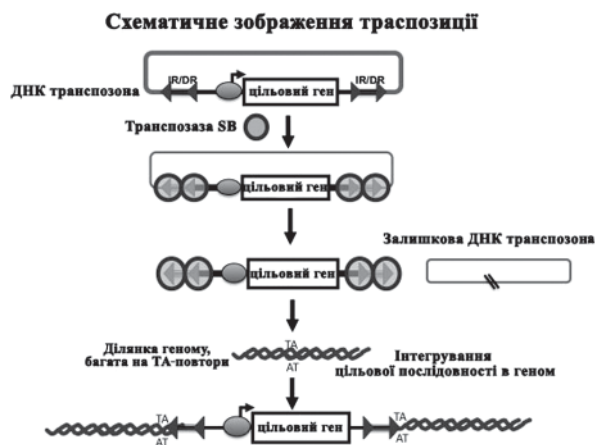 Схематичне зображення траспозиції
IR/DR
IR/DR
ДНК транспозона
цільовий ген
Транспозаза SB
цільовий ген
Залишкова ДНК транспозона
цільовий ген
Ділянка геному,
багата на ТА-повтори
TA
AT
Інтегрування
цільової послідовності в геном
TA
AT
цільовий ген
TA
AT